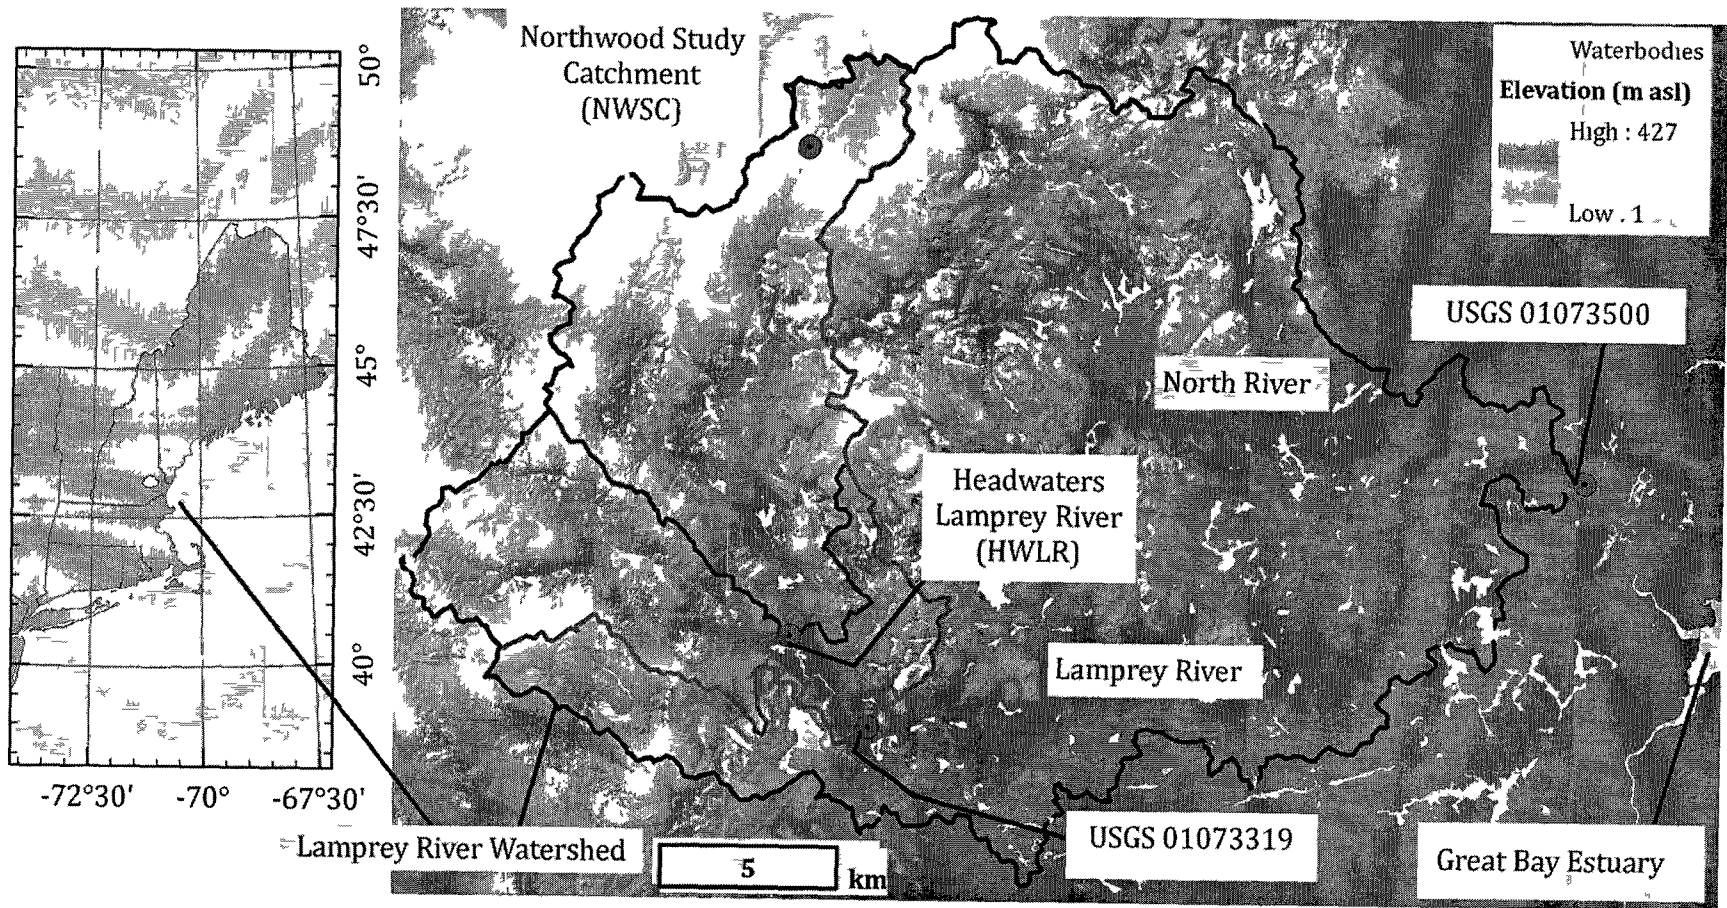 Northwood Study
Catchment
(NWSC)
Waterbodies
Elevation (m asl)
High : 427
Low . 1
50°
47°30'
45°
42°30'
40°
-72°30'
-70°
-67°30'
USGS 01073500
North River
Headwaters
Lamprey River
(HWLR)
Lamprey River
USGS 01073319
Lamprey River Watershed
5
km
Great Bay Estuary